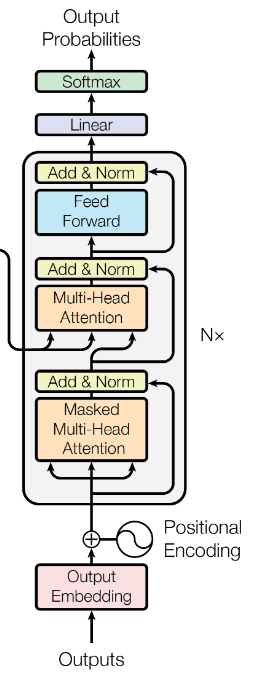 Output
Probabilities
Softmax
Linear
Add & Norm
Feed
Forward
Add & Norm
Multi-Head
Attention
N×
Add & Norm
Masked
Multi-Head
Attention
Positional
Encoding
Output
Embedding
Outputs